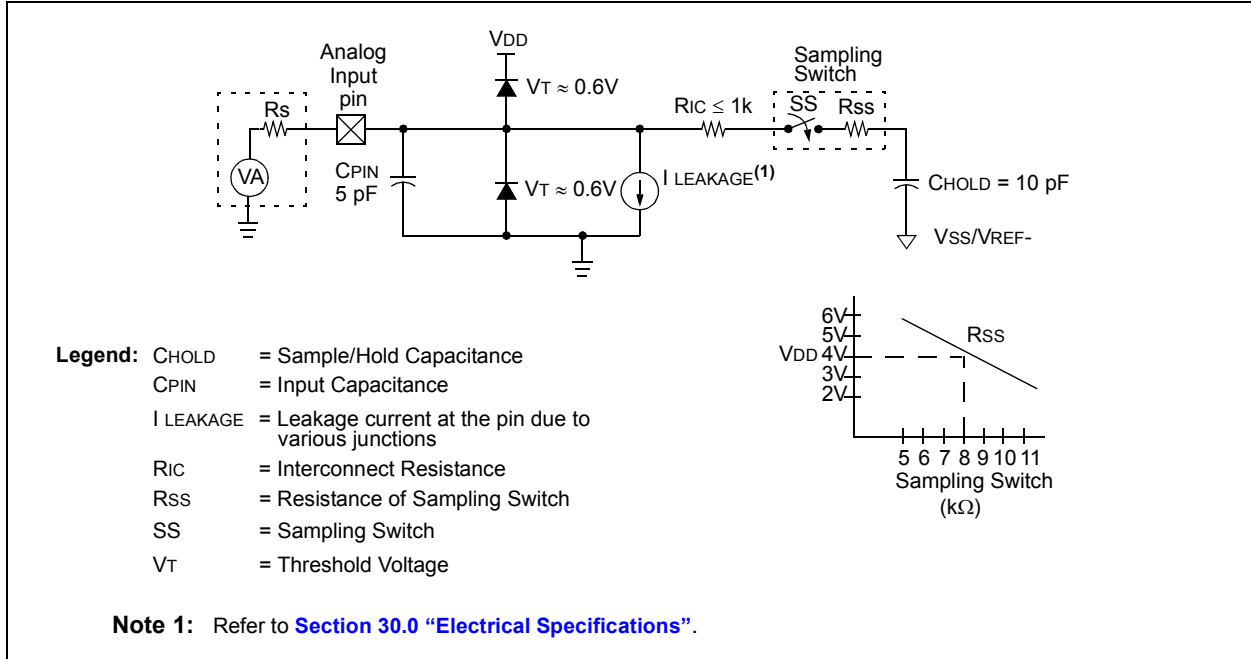 VDD
Analog
Input
pin
Sampling
Switch
VT ≈ 0.6V
Rs
RIC ≤ 1k
SS
Rss
VA
CPIN
5 pF
VT ≈ 0.6V
I LEAKAGE(1)
CHOLD = 10 pF
VSS/VREF-
6V
5V
VDD 4V
3V
2V
RSS
5 6 7 8 9 10 11
Sampling Switch
(kΩ)
Legend: CHOLD = Sample/Hold Capacitance
CPIN = Input Capacitance
I LEAKAGE = Leakage current at the pin due to
various junctions
RIC = Interconnect Resistance
RSS = Resistance of Sampling Switch
SS = Sampling Switch
VT = Threshold Voltage
Note 1: Refer to Section 30.0 “Electrical Specifications”.